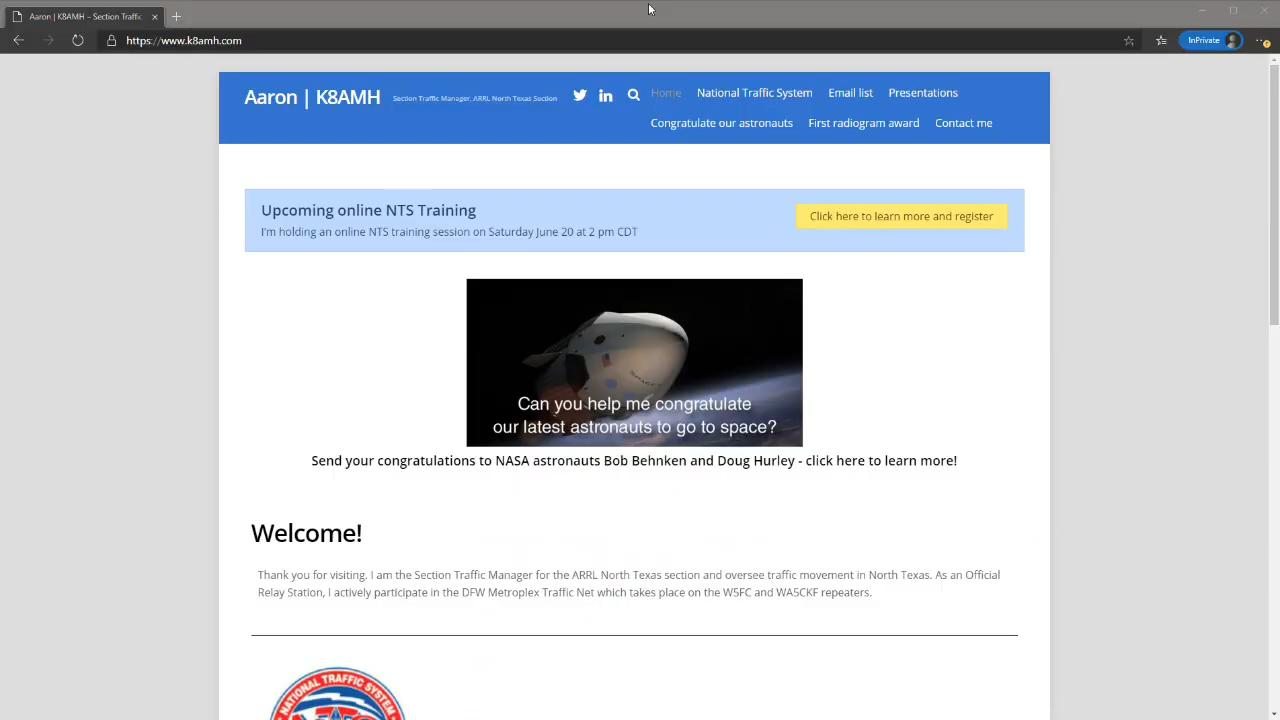 Aaron | K8AMH – Section Traffic
https://www.k8amh.com
InPrivate
Aaron | K8AMH
Section Traffic Manager, ARRL North Texas Section
Home
National Traffic System
Email list
Presentations
Congratulate our astronauts
First radiogram award
Contact me
Upcoming online NTS Training
I'm holding an online NTS training session on Saturday June 20 at 2 pm CDT
Click here to learn more and register
Can you help me congratulate
our latest astronauts to go to space?
Send your congratulations to NASA astronauts Bob Behnken and Doug Hurley - click here to learn more!
Welcome!
Thank you for visiting. I am the Section Traffic Manager for the ARRL North Texas section and oversee traffic movement in North Texas. As an Official
Relay Station, I actively participate in the DFW Metroplex Traffic Net which takes place on the W5FC and WA5CKF repeaters.
NATIONAL TRAFFIC SYSTEM